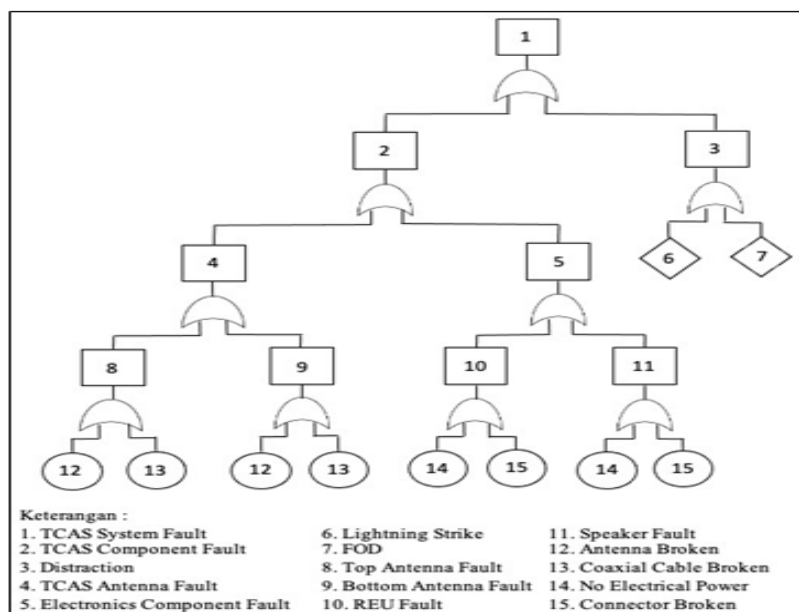 1
2
3
4
5
6
7
8
9
10
11
12
13
12
13
14
15
14
15
Keterangan :
1. TCAS System Fault
2. TCAS Component Fault
3. Distraction
4. TCAS Antenna Fault
5. Electronics Component Fault
6. Lightning Strike
7. FOD
8. Top Antenna Fault
9. Bottom Antenna Fault
10. REU Fault
11. Speaker Fault
12. Antenna Broken
13. Coaxial Cable Broken
14. No Electrical Power
15. Connector Broken